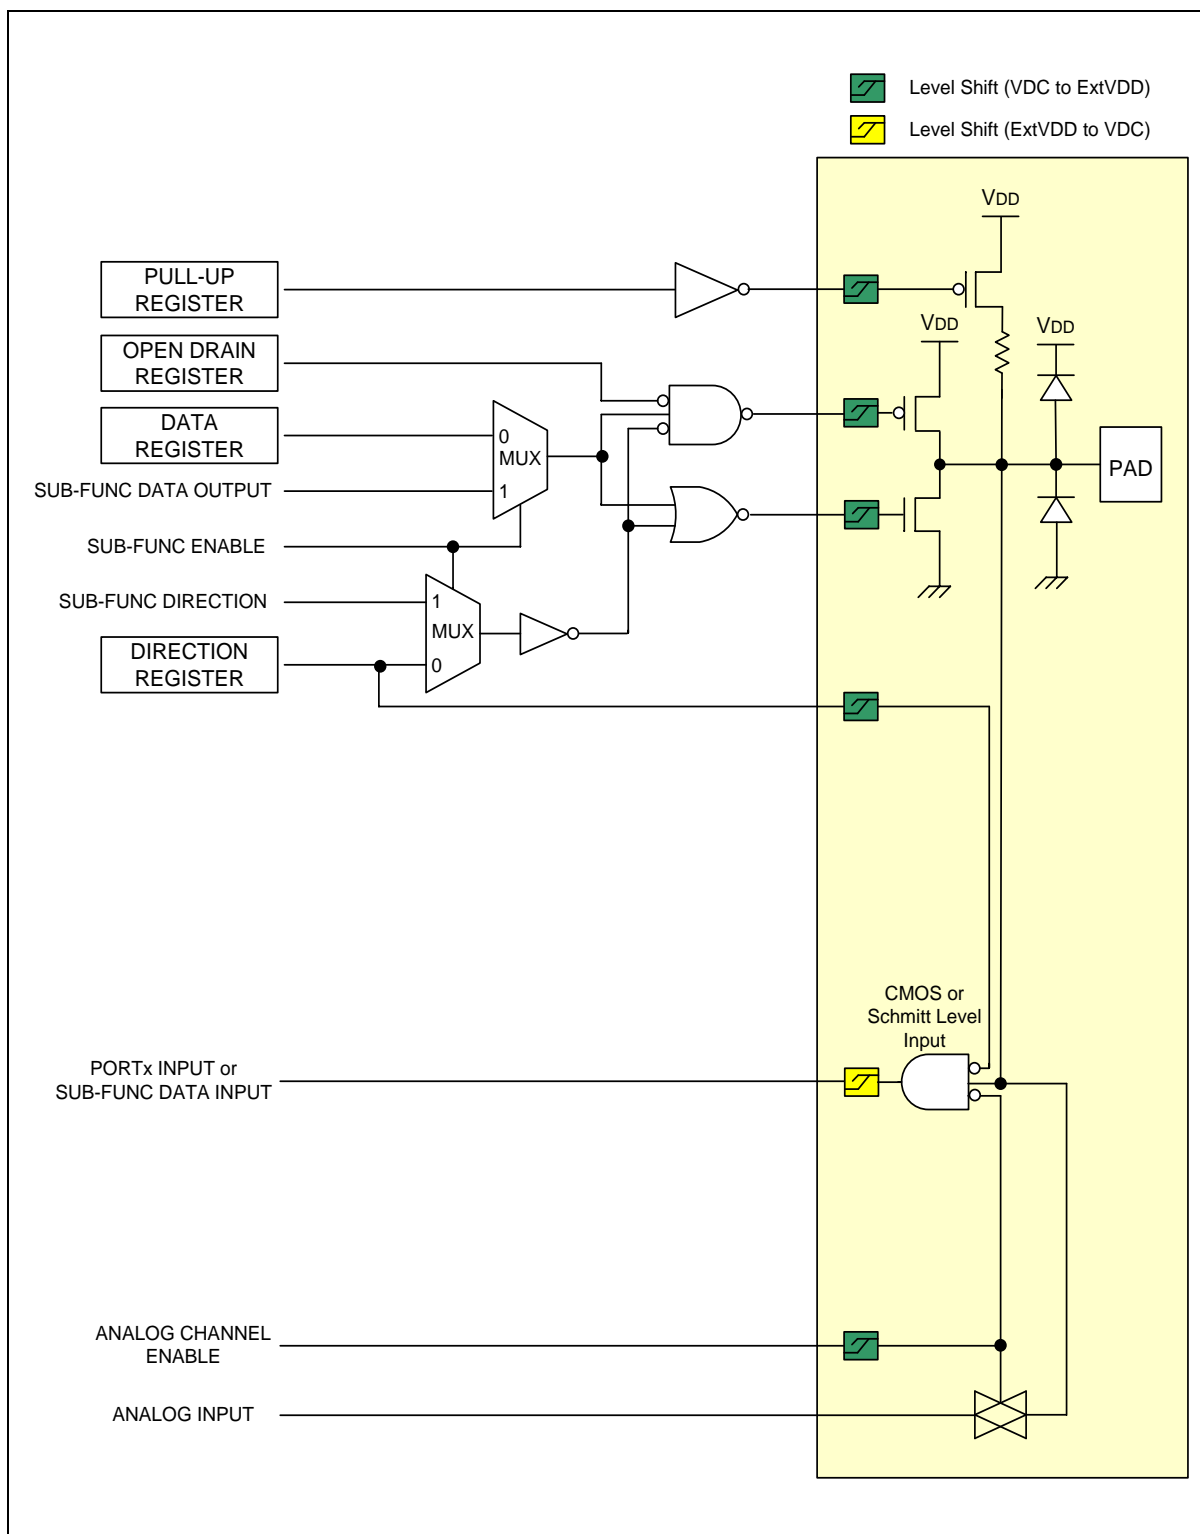 Level Shift (VDC to ExtVDD)
Level Shift (ExtVDD to VDC)
VDD
PULL-UP
REGISTER
VDD
VDD
OPEN DRAIN
REGISTER
DATA
REGISTER
0
MUX
1
PAD
SUB-FUNC DATA OUTPUT
SUB-FUNC ENABLE
SUB-FUNC DIRECTION
1
MUX
0
DIRECTION
REGISTER
CMOS or
Schmitt Level
Input
PORTx INPUT or
SUB-FUNC DATA INPUT
ANALOG CHANNEL
ENABLE
ANALOG INPUT